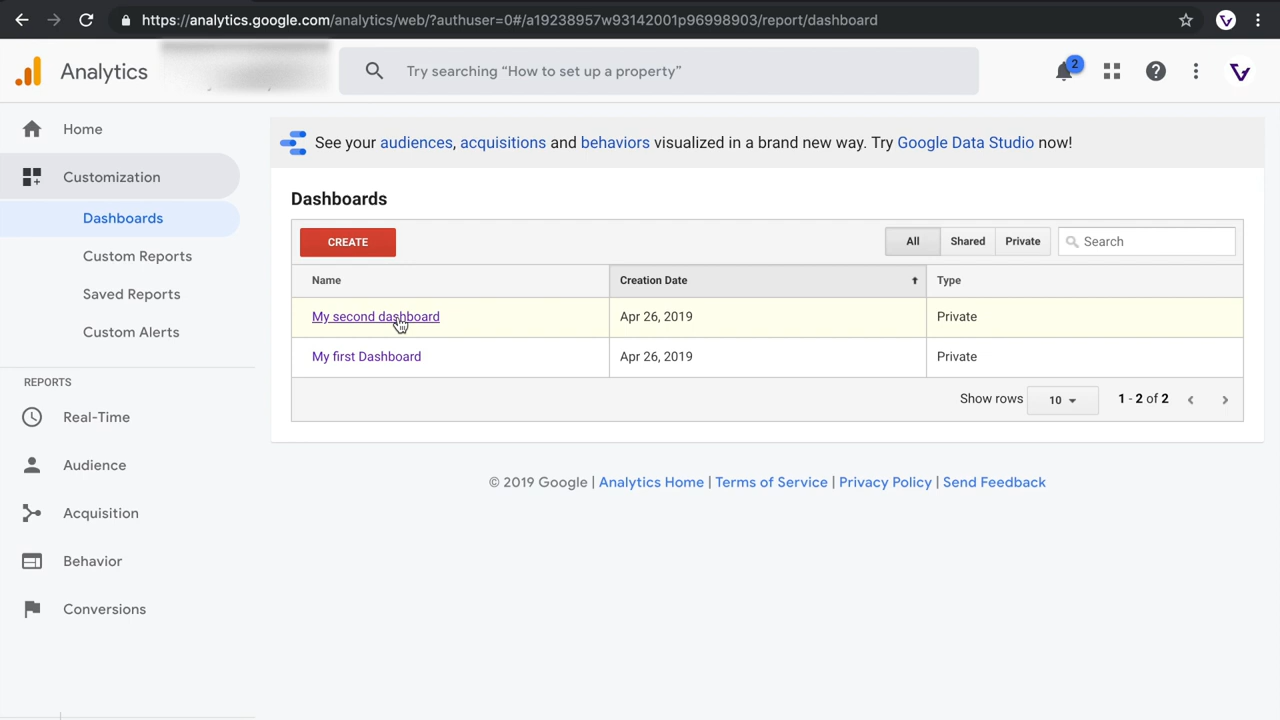 https://analytics.google.com/analytics/web/?authuser=0#/a19238957w93142001p96998903/report/dashboard
Analytics
Try searching “How to set up a property”
2
Home
Customization
Dashboards
Custom Reports
Saved Reports
Custom Alerts
REPORTS
Real-Time
Audience
Acquisition
Behavior
Conversions
See your audiences, acquisitions and behaviors visualized in a brand new way. Try Google Data Studio now!
Dashboards
CREATE
All Shared Private Search
Name Creation Date Type
My second dashboard Apr 26, 2019 Private
My first Dashboard Apr 26, 2019 Private
Show rows 10 1 - 2 of 2
© 2019 Google | Analytics Home | Terms of Service | Privacy Policy | Send Feedback